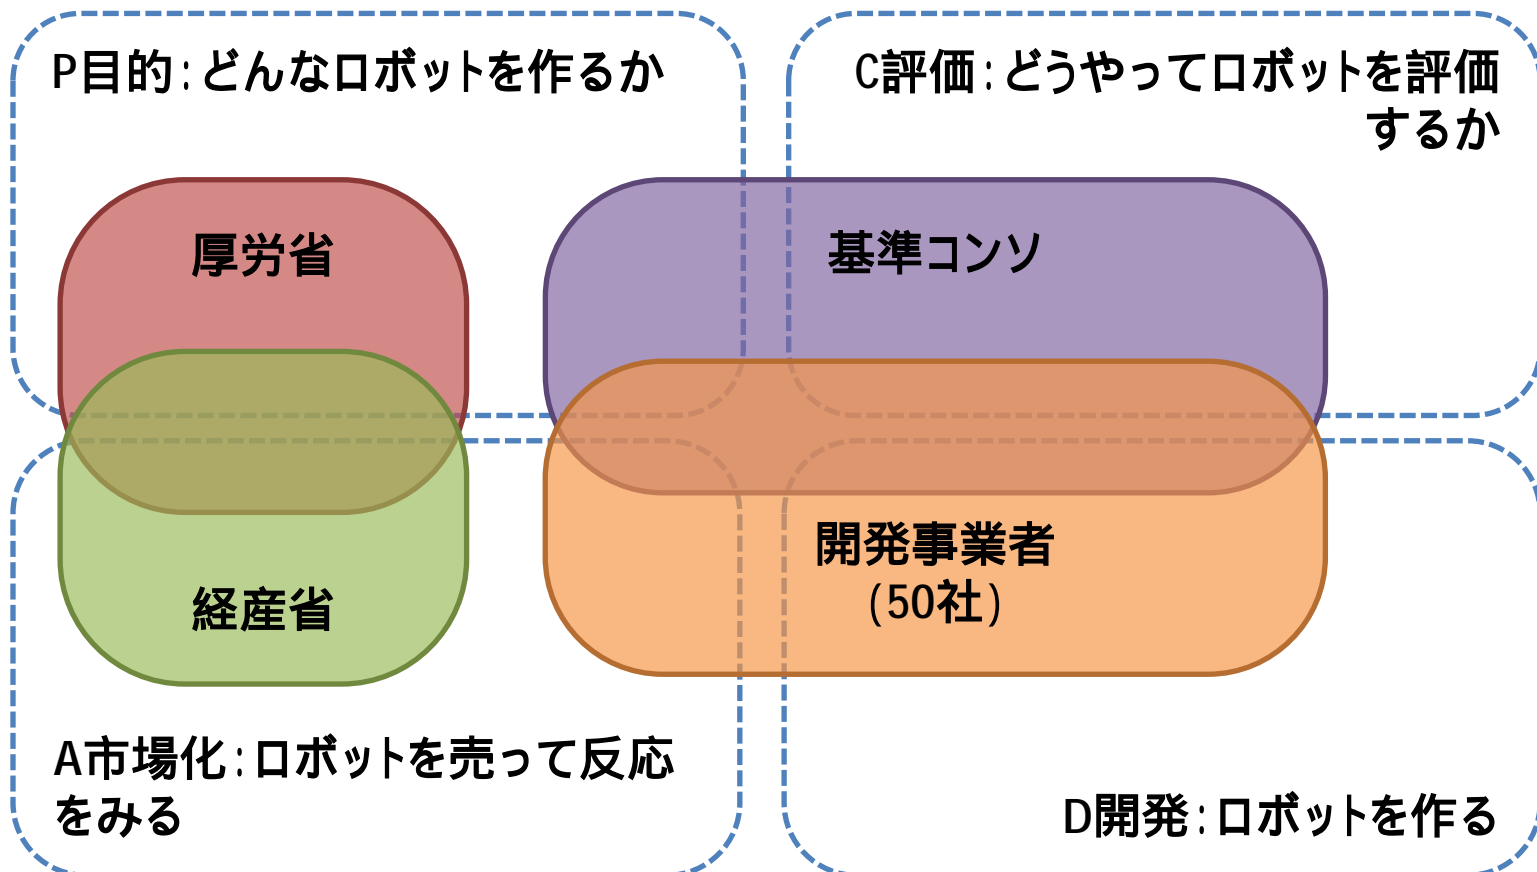 P目的:どんなロボットを作るか
C評価:どうやってロボットを評価
するか
厚労省
基準コンソ
開発事業者
(50社)
経産省
A市場化:ロボットを売って反応
をみる
D開発:ロボットを作る